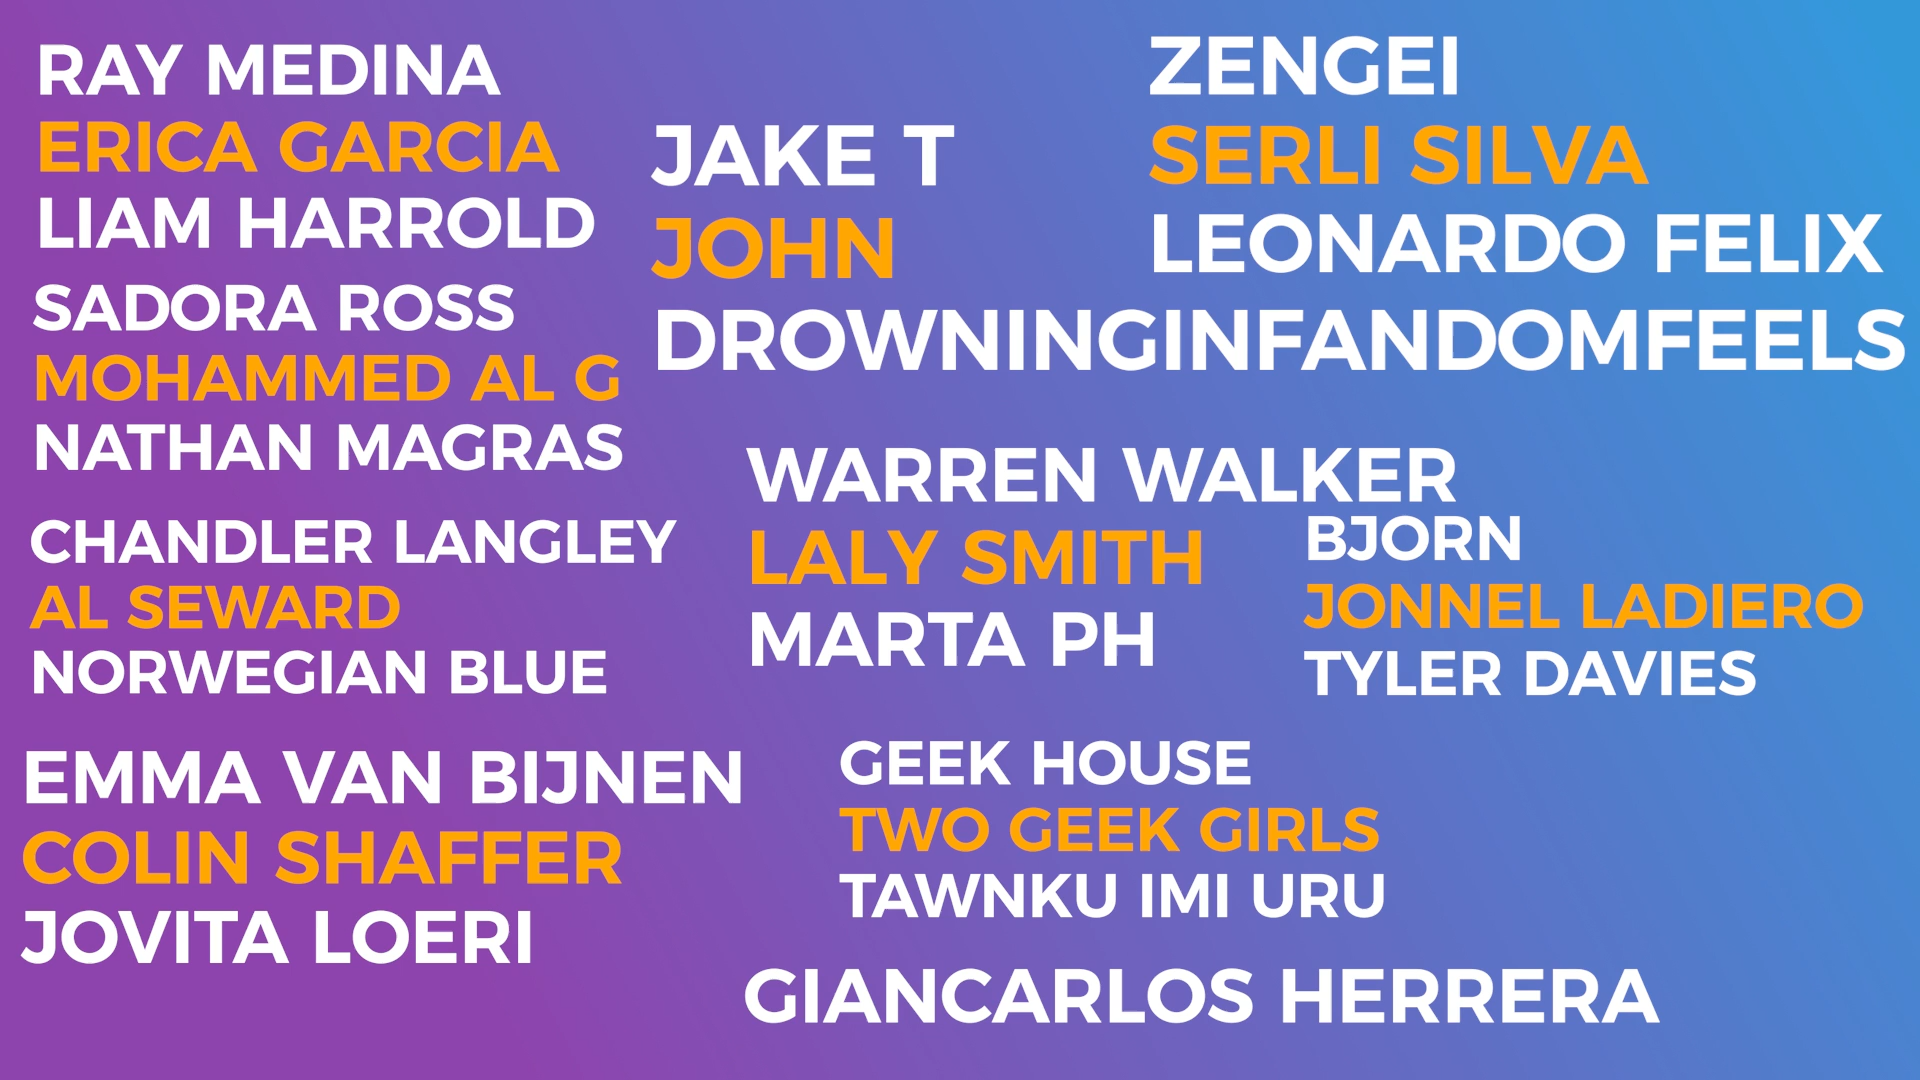 RAY MEDINA
ERICA GARCIA
LIAM HARROLD
SADORA ROSS
MOHAMMED AL G
NATHAN MAGRAS
CHANDLER LANGLEY
AL SEWARD
NORWEGIAN BLUE
EMMA VAN BIJNEN
COLIN SHAFFER
JOVITA LOERI
JAKE T
JOHN
DROWNINGINFANDOMFEELS
ZENGEI
SERLI SILVA
LEONARDO FELIX
WARREN WALKER
LALY SMITH
MARTA PH
BJORN
JONNEL LADIERO
TYLER DAVIES
GEEK HOUSE
TWO GEEK GIRLS
TAWNKU IMI URU
GIANCARLOS HERRERA